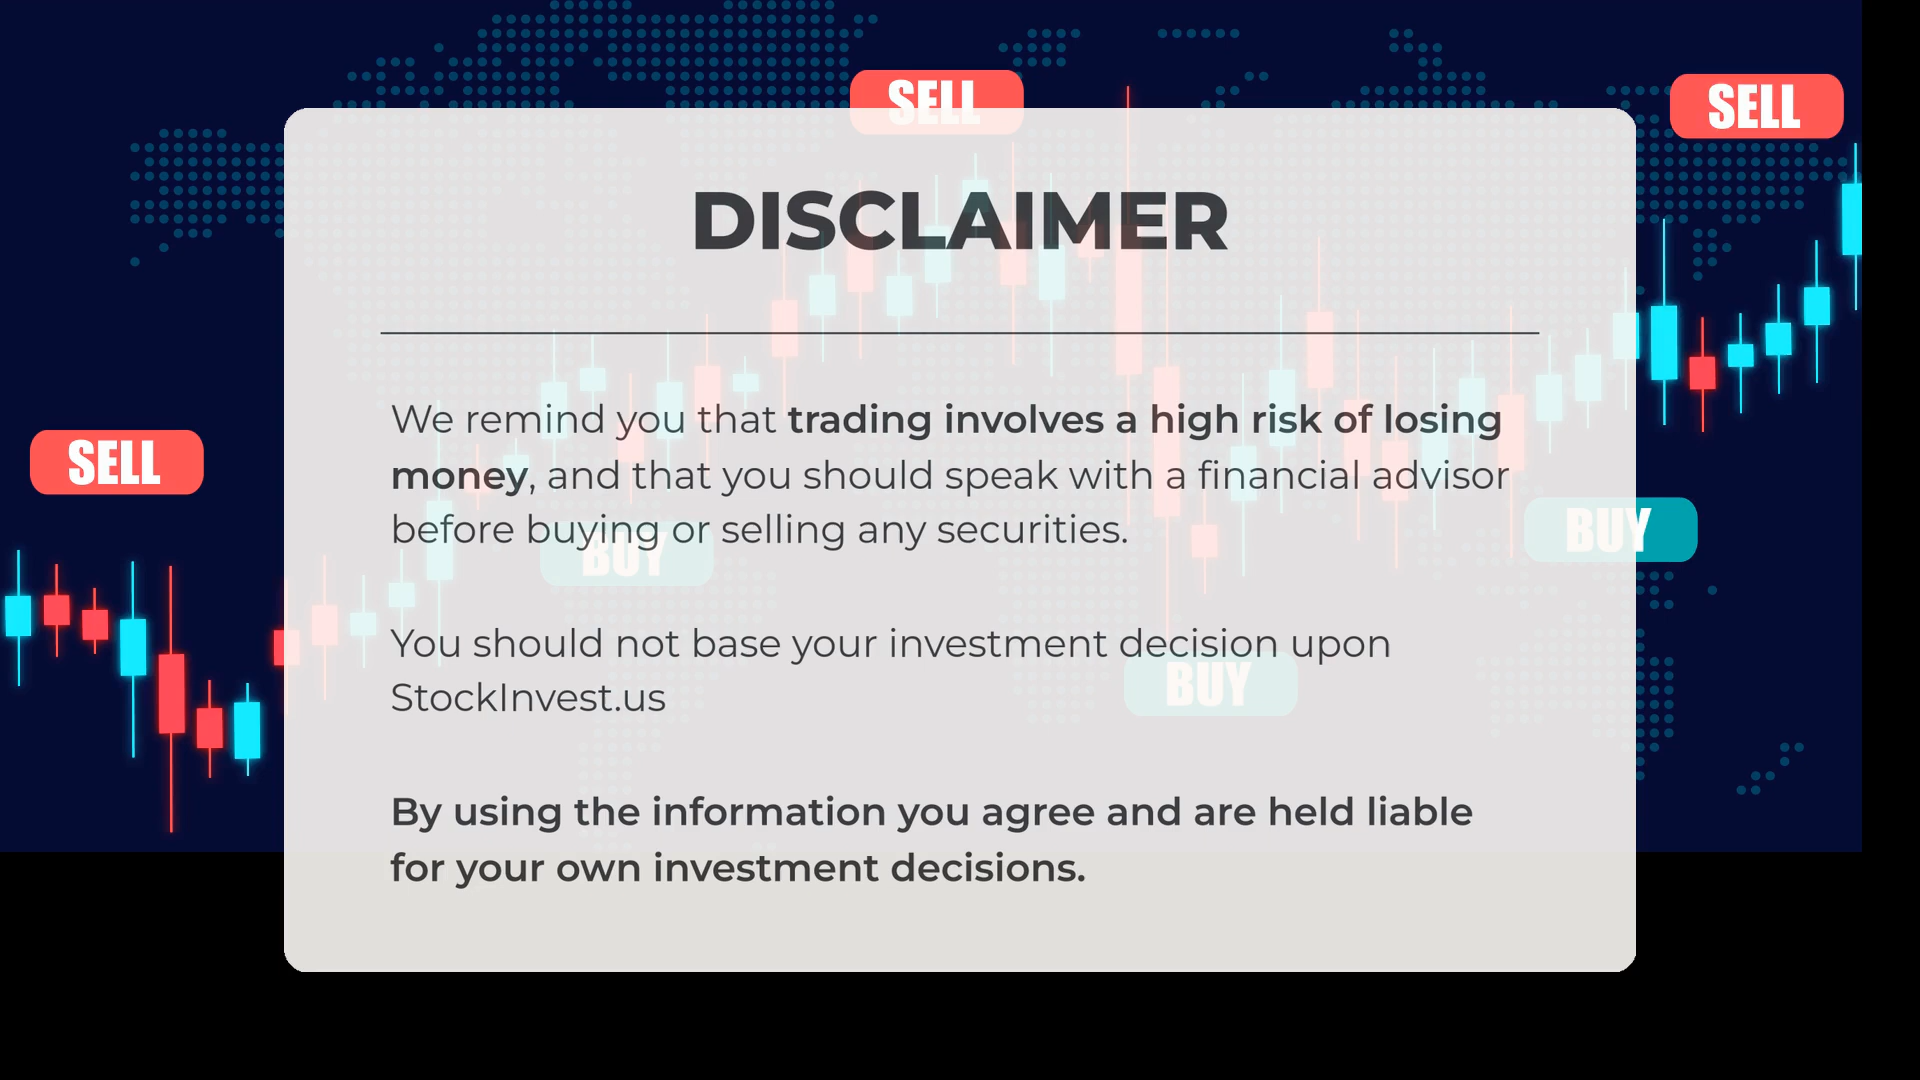 SELL
SELL
DISCLAIMER
We remind you that trading involves a high risk of losing
money, and that you should speak with a financial advisor
before buying or selling any securities.
SELL
BUY
BUY
You should not base your investment decision upon
StockInvest.us
BUY
By using the information you agree and are held liable
for your own investment decisions.